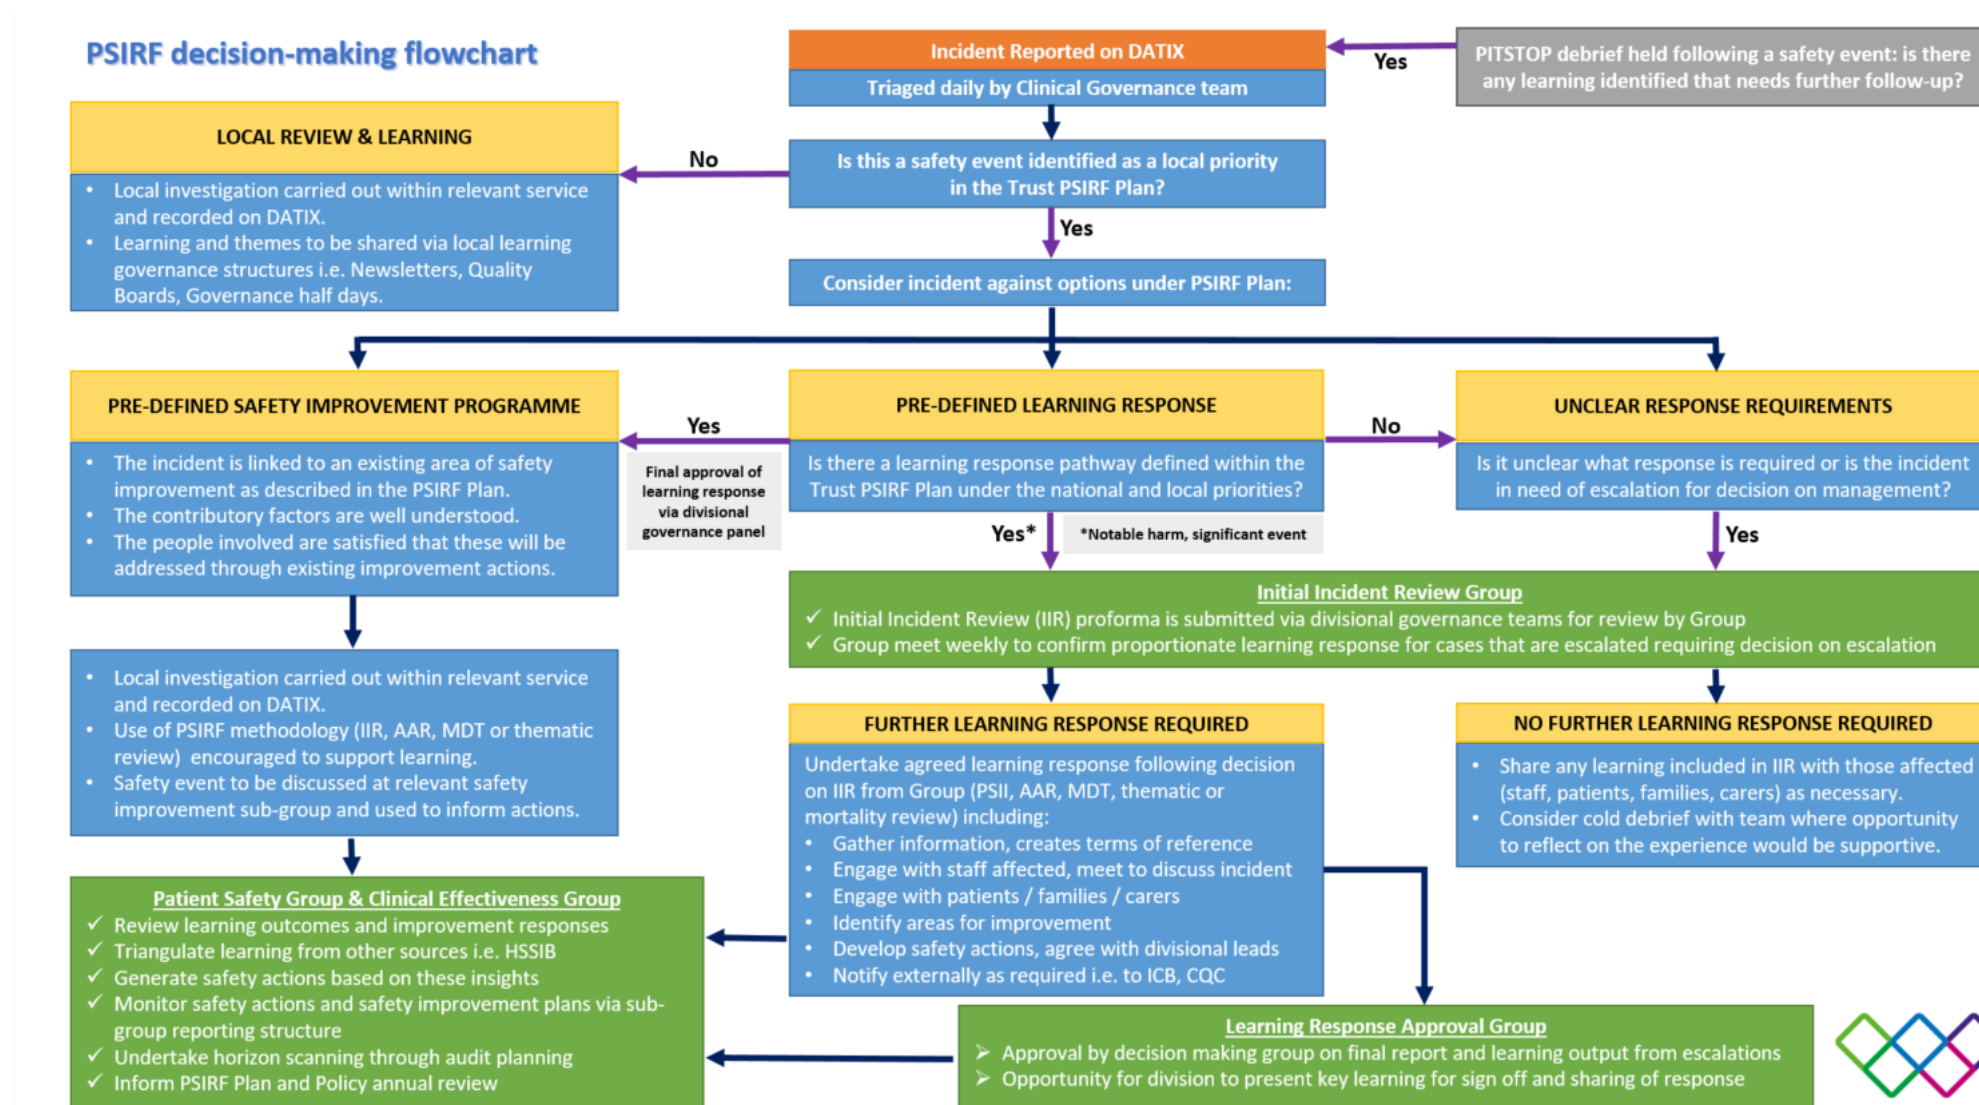 PSIRF decision-making flowchart
Incident Reported on DATIX
Triaged daily by Clinical Governance team
Yes
PITSTOP debrief held following a safety event: is there
any learning identified that needs further follow-up?
LOCAL REVIEW & LEARNING
• Local investigation carried out within relevant service
and recorded on DATIX.
• Learning and themes to be shared via local learning
governance structures i.e. Newsletters, Quality
Boards, Governance half days.
No
Is this a safety event identified as a local priority
in the Trust PSIRF Plan?
Yes
Consider incident against options under PSIRF Plan:
PRE-DEFINED SAFETY IMPROVEMENT PROGRAMME
• The incident is linked to an existing area of safety
improvement as described in the PSIRF Plan.
• The contributory factors are well understood.
• The people involved are satisfied that these will be
addressed through existing improvement actions.
Yes
Final approval of
learning response
via divisional
governance panel
PRE-DEFINED LEARNING RESPONSE
Is there a learning response pathway defined within the
Trust PSIRF Plan under the national and local priorities?
No
UNCLEAR RESPONSE REQUIREMENTS
Is it unclear what response is required or is the incident
in need of escalation for decision on management?
Yes*
*Notable harm, significant event
Yes
Initial Incident Review Group
✓ Initial Incident Review (IIR) proforma is submitted via divisional governance teams for review by Group
✓ Group meet weekly to confirm proportionate learning response for cases that are escalated requiring decision on escalation
• Local investigation carried out within relevant service
and recorded on DATIX.
• Use of PSIRF methodology (IIR, AAR, MDT or thematic
review) encouraged to support learning.
• Safety event to be discussed at relevant safety
improvement sub-group and used to inform actions.
FURTHER LEARNING RESPONSE REQUIRED
Undertake agreed learning response following decision
on IIR from Group (PSII, AAR, MDT, thematic or
mortality review) including:
• Gather information, creates terms of reference
• Engage with staff affected, meet to discuss incident
• Engage with patients / families / carers
• Identify areas for improvement
• Develop safety actions, agree with divisional leads
• Notify externally as required i.e. to ICB, CQC
NO FURTHER LEARNING RESPONSE REQUIRED
• Share any learning included in IIR with those affected
(staff, patients, families, carers) as necessary.
• Consider cold debrief with team where opportunity
to reflect on the experience would be supportive.
Patient Safety Group & Clinical Effectiveness Group
✓ Review learning outcomes and improvement responses
✓ Triangulate learning from other sources i.e. HSSIB
✓ Generate safety actions based on these insights
✓ Monitor safety actions and safety improvement plans via sub-
group reporting structure
✓ Undertake horizon scanning through audit planning
✓ Inform PSIRF Plan and Policy annual review
Learning Response Approval Group
➢ Approval by decision making group on final report and learning output from escalations
➢ Opportunity for division to present key learning for sign off and sharing of response